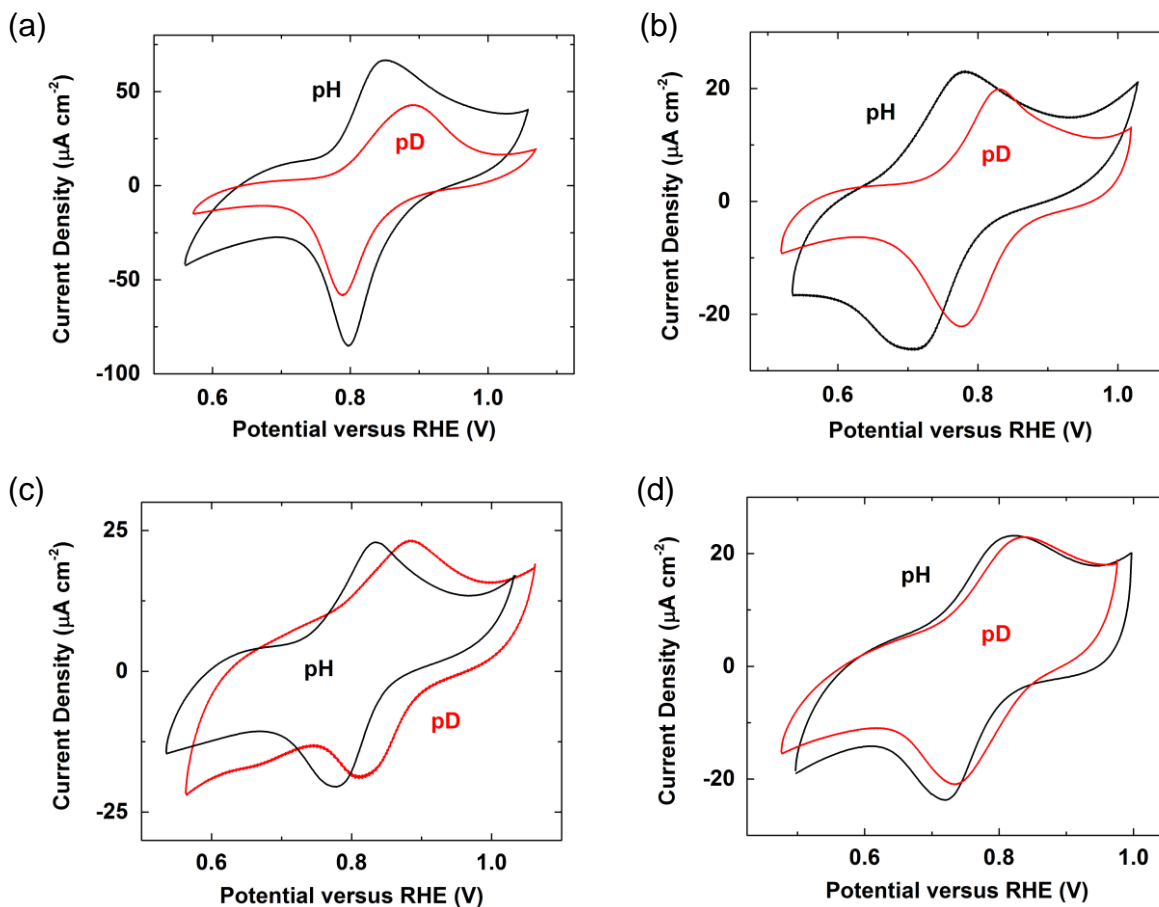 (a)
Current Density (μA cm⁻²)
50
0
-50
-100
pH
pD
0.6 0.8 1.0
Potential versus RHE (V)
(b)
Current Density (μA cm⁻²)
20
0
-20
pH
pD
0.6 0.8 1.0
Potential versus RHE (V)
(c)
Current Density (μA cm⁻²)
25
0
-25
pH
pD
0.6 0.8 1.0
Potential versus RHE (V)
(d)
Current Density (μA cm⁻²)
20
0
-20
pH
pD
0.6 0.8 1.0
Potential versus RHE (V)